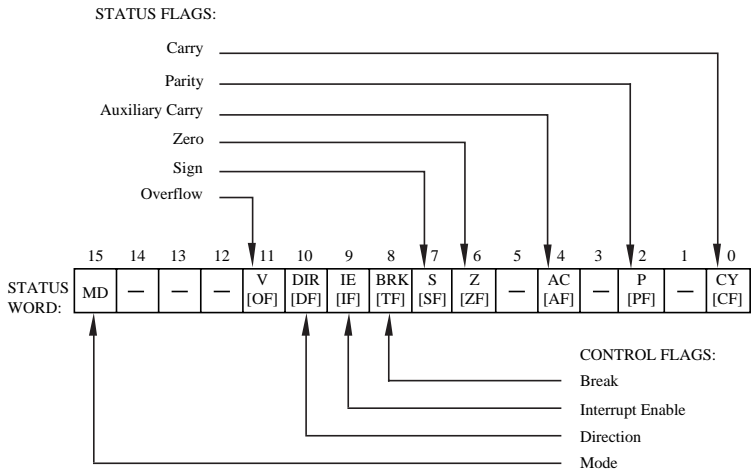 STATUS FLAGS:
Carry
Parity
Auxiliary Carry
Zero
Sign
Overflow
15 14 13 12 11 10 9 8 7 6 5 4 3 2 1 0
STATUS WORD: MD — — — V DIR IE BRK S Z — AC — P — CY
[OF] [DF] [IF] [TF] [SF] [ZF] [AF] [PF] [CF]
CONTROL FLAGS:
Break
Interrupt Enable
Direction
Mode